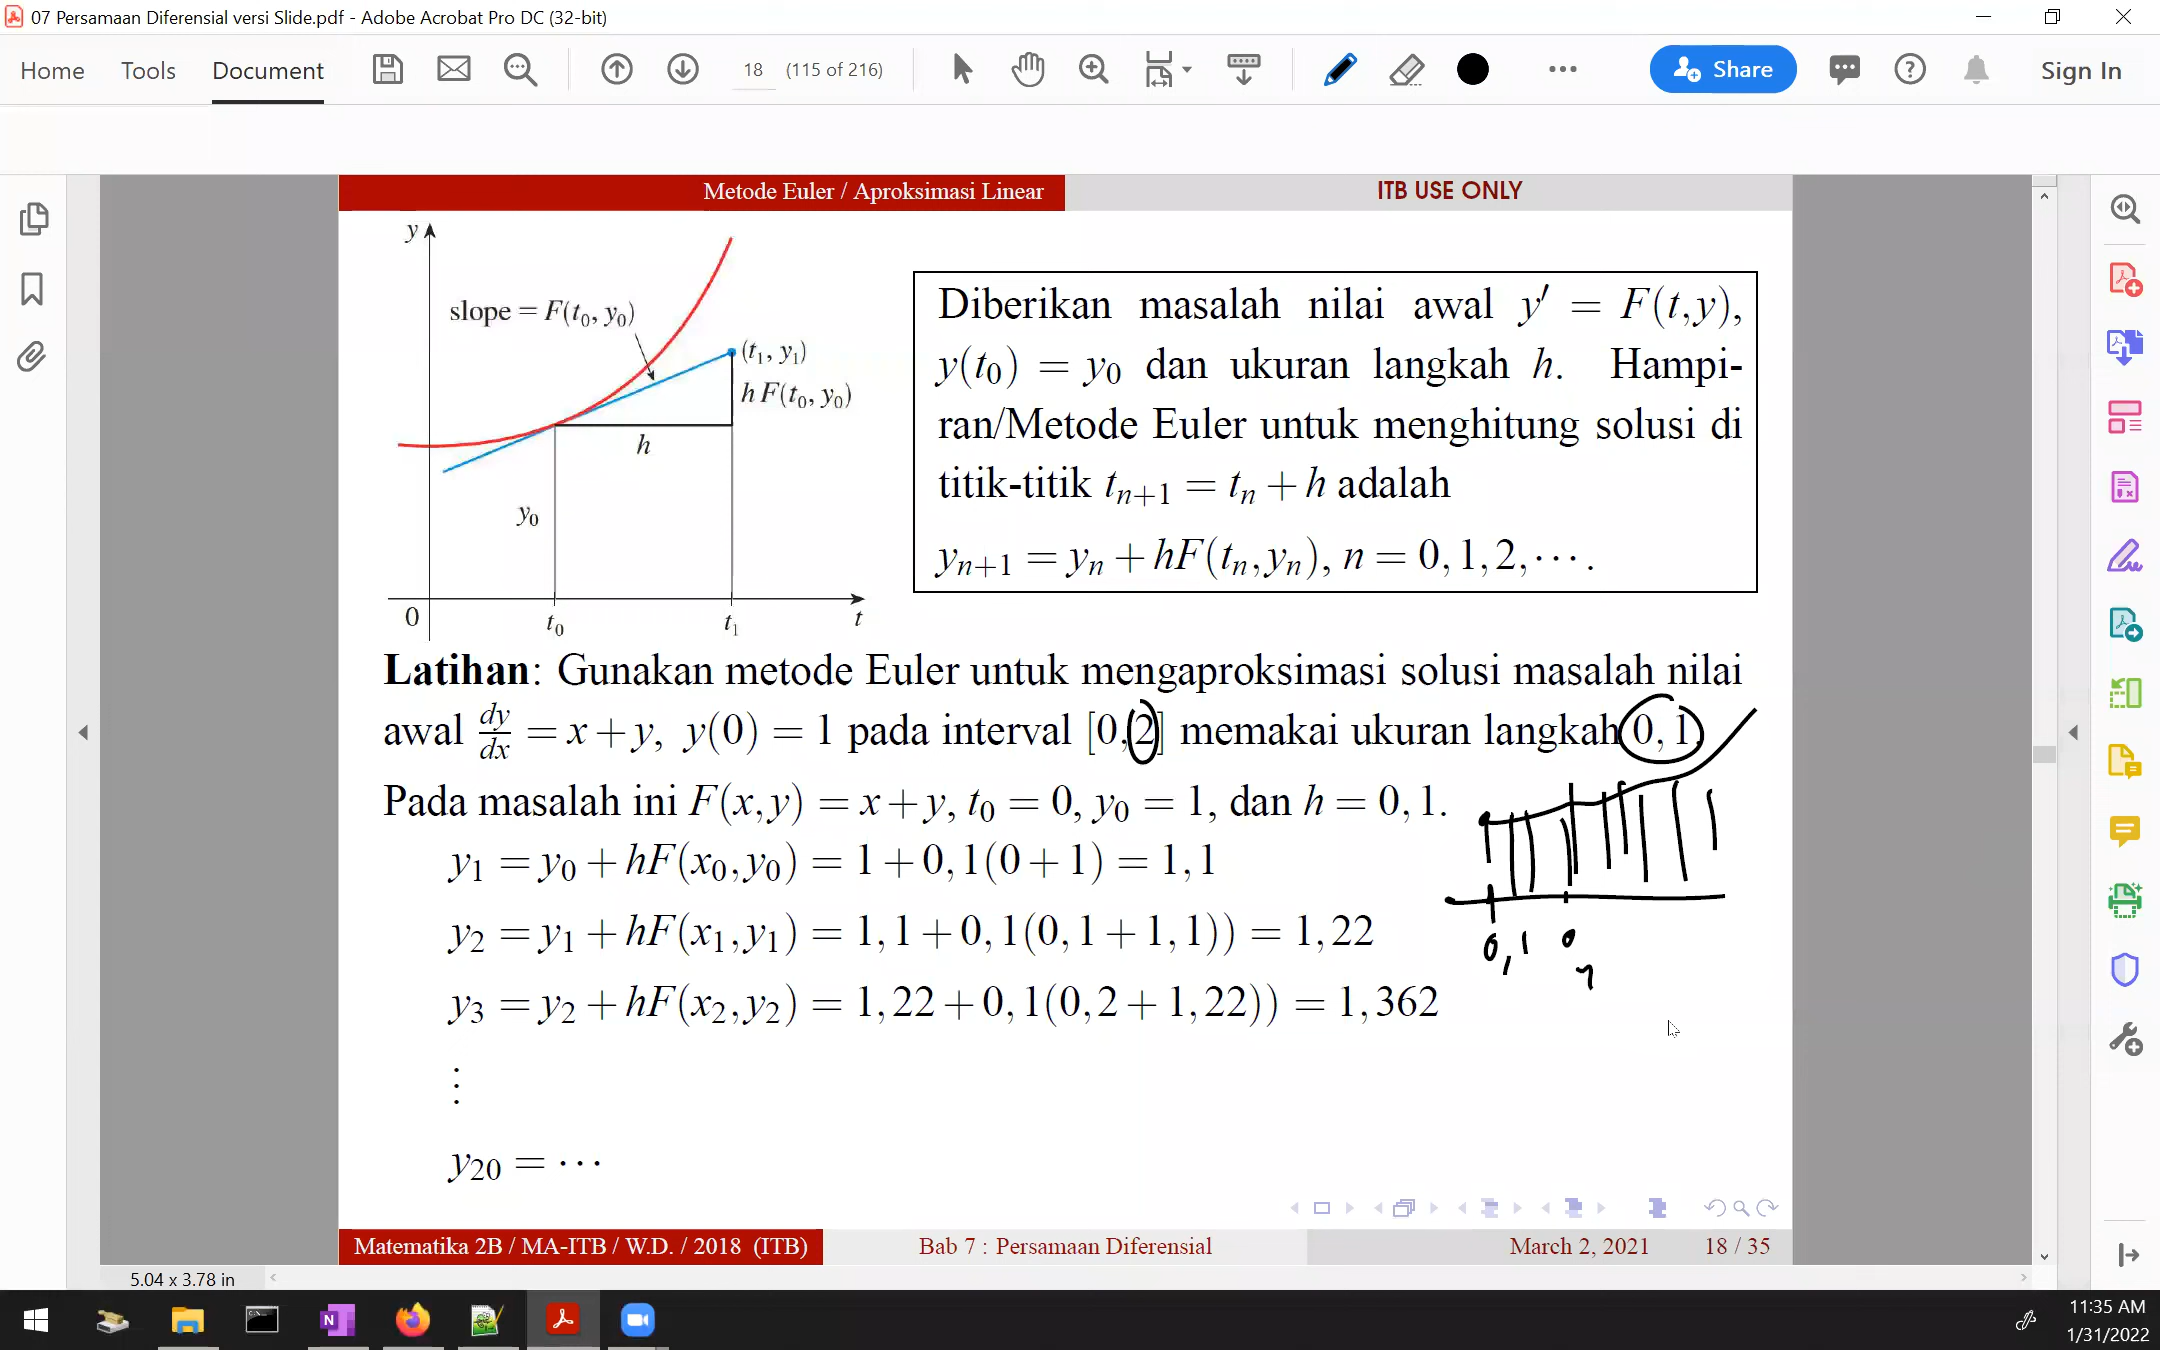 07 Persamaan Diferensial versi Slide.pdf - Adobe Acrobat Pro DC (32-bit)
Home Tools Document 18 (115 of 216) Share Sign In
Metode Euler / Aproksimasi Linear ITB USE ONLY
y
slope = F(t₀, y₀)
(t₁, y₁)
h F(t₀, y₀)
h
y₀
0 t₀ t₁ t
Diberikan masalah nilai awal y′ = F(t,y),
y(t₀) = y₀ dan ukuran langkah h. Hampi-
ran/Metode Euler untuk menghitung solusi di
titik-titik tₙ₊₁ = tₙ + h adalah
yₙ₊₁ = yₙ + hF(tₙ,yₙ), n = 0,1,2,⋯.
Latihan: Gunakan metode Euler untuk mengaproksimasi solusi masalah nilai
awal dy/dx = x+y, y(0) = 1 pada interval [0,2] memakai ukuran langkah 0,1.
Pada masalah ini F(x,y) = x+y, t₀ = 0, y₀ = 1, dan h = 0,1.
y₁ = y₀ + hF(x₀,y₀) = 1+0,1(0+1) = 1,1
y₂ = y₁ + hF(x₁,y₁) = 1,1+0,1(0,1+1,1)) = 1,22
y₃ = y₂ + hF(x₂,y₂) = 1,22+0,1(0,2+1,22)) = 1,362
⋮
y₂₀ = ⋯
0,1
Matematika 2B / MA-ITB / W.D. / 2018 (ITB) Bab 7 : Persamaan Diferensial March 2, 2021 18 / 35
5.04 x 3.78 in
11:35 AM
1/31/2022